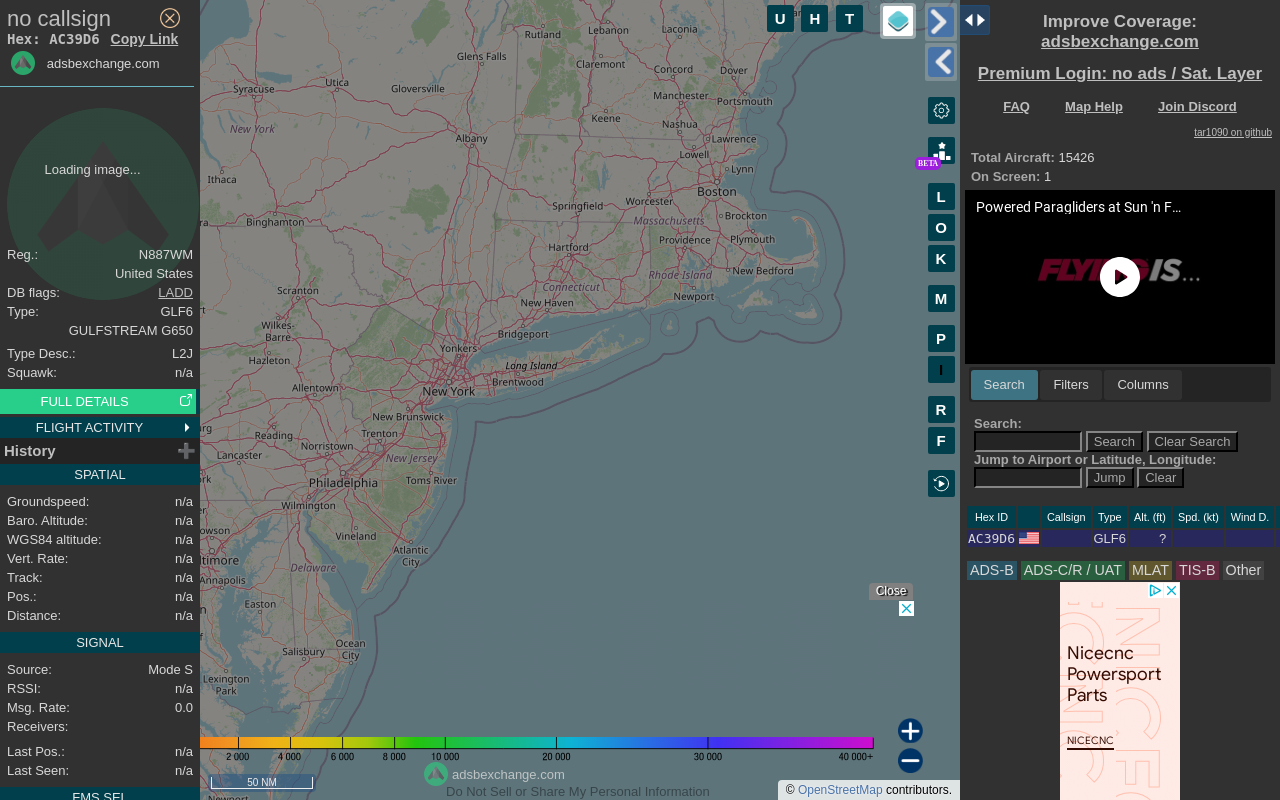 no callsign
Hex: AC39D6 Copy Link
adsbexchange.com
Loading image...
Reg.: N887WM
United States
DB flags: LADD
Type: GLF6
GULFSTREAM G650
Type Desc.: L2J
Squawk: n/a
FULL DETAILS
FLIGHT ACTIVITY
History
SPATIAL
Groundspeed: n/a
Baro. Altitude: n/a
WGS84 altitude: n/a
Vert. Rate: n/a
Track: n/a
Pos.: n/a
Distance: n/a
SIGNAL
Source: Mode S
RSSI: n/a
Msg. Rate: 0.0
Receivers:
Last Pos.: n/a
Last Seen: n/a
FMS SEL
U H T
Rutland
Lebanon
Laconia
Glens Falls
Claremont
Concord
Dover
Utica
Gloversville
Syracuse
Manchester
Portsmouth
New York
Keene
Nashua
Albany
Lawrence
Lowell
Lynn
Ithaca
Boston
Springfield
Worcester
Binghamton
Massachusetts
Brockton
Hartford
Providence
Plymouth
Rhode Island
New Bedford
Connecticut
Scranton
New Haven
Newport
Wilkes-
Barre
Bridgeport
Yonkers
Hazleton
Long Island
Brentwood
Allentown
New York
New Brunswick
Reading
Trenton
Norristown
Lancaster
New Jersey
Philadelphia
Toms River
Wilmington
Vineland
Atlantic
City
Delaware
Annapolis
Easton
Ocean
City
Salisbury
Lexington
Park
BETA
L
O
K
M
P
I
R
F
Close
2 000 4 000 6 000 8 000 10 000 20 000 30 000 40 000+
50 NM
adsbexchange.com
Do Not Sell or Share My Personal Information
© OpenStreetMap contributors.
Improve Coverage:
adsbexchange.com
Premium Login: no ads / Sat. Layer
FAQ Map Help Join Discord
tar1090 on github
Total Aircraft: 15426
On Screen: 1
Powered Paragliders at Sun 'n F...
FLYING IS...
Search Filters Columns
Search:
Search Clear Search
Jump to Airport or Latitude, Longitude:
Jump Clear
Hex ID Callsign Type Alt. (ft) Spd. (kt) Wind D.
AC39D6 GLF6 ?
ADS-B ADS-C/R / UAT MLAT TIS-B Other
Nicecnc
Powersport
Parts
NICECNC